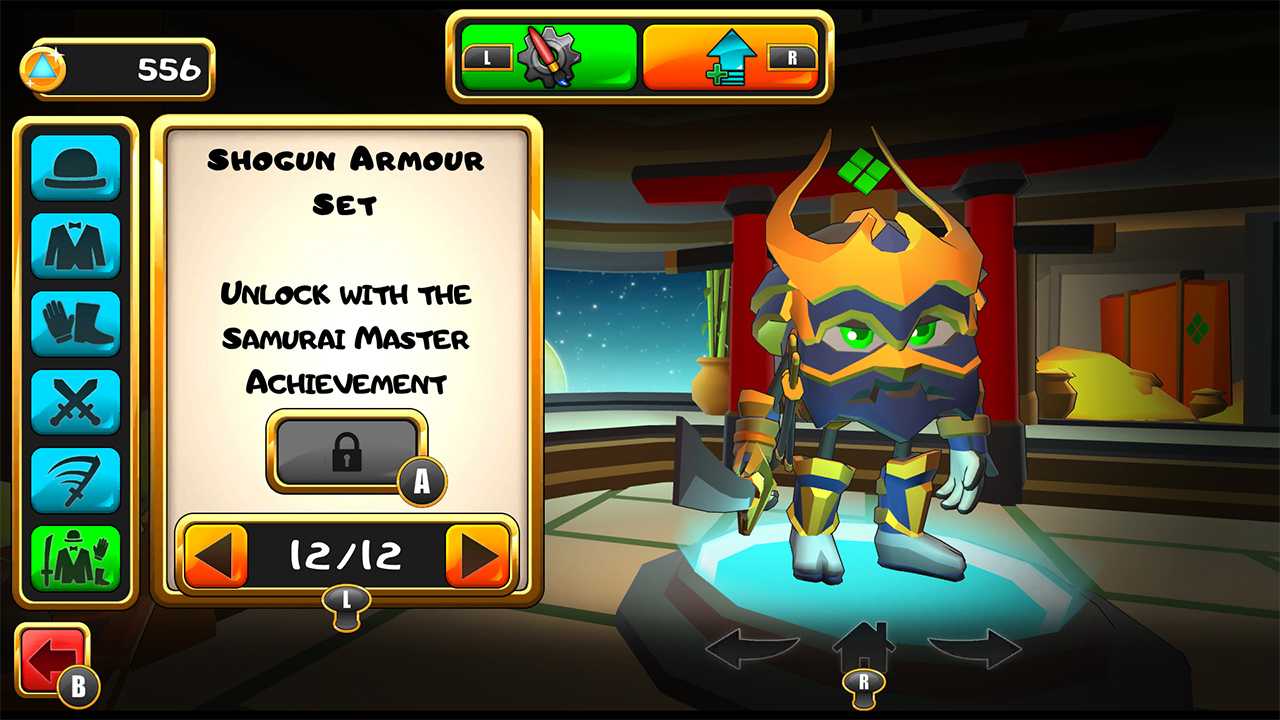 556
L
R
Shogun Armour
Set
Unlock with the
Samurai Master
Achievement
A
12/12
L
B
R